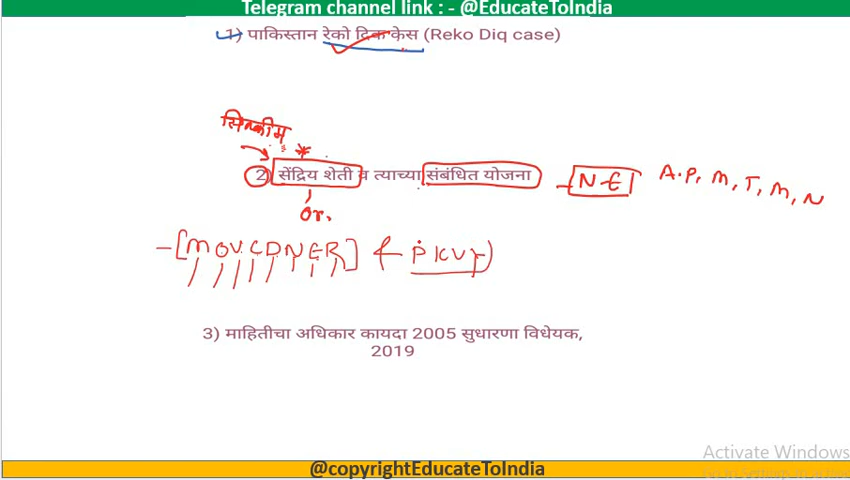 Telegram channel link : - @EducateToIndia
1) पाकिस्तान रेको दिक केस (Reko Diq case)
सिक्कीम
2) सेंद्रिय शेती व त्याच्या संबंधित योजना - N-E A.P, M, T, M, N
Or.
- [MOVCDNER] ( PKVY)
3) माहितीचा अधिकार कायदा 2005 सुधारणा विधेयक,
2019
Activate Windows
@copyrightEducateToIndia